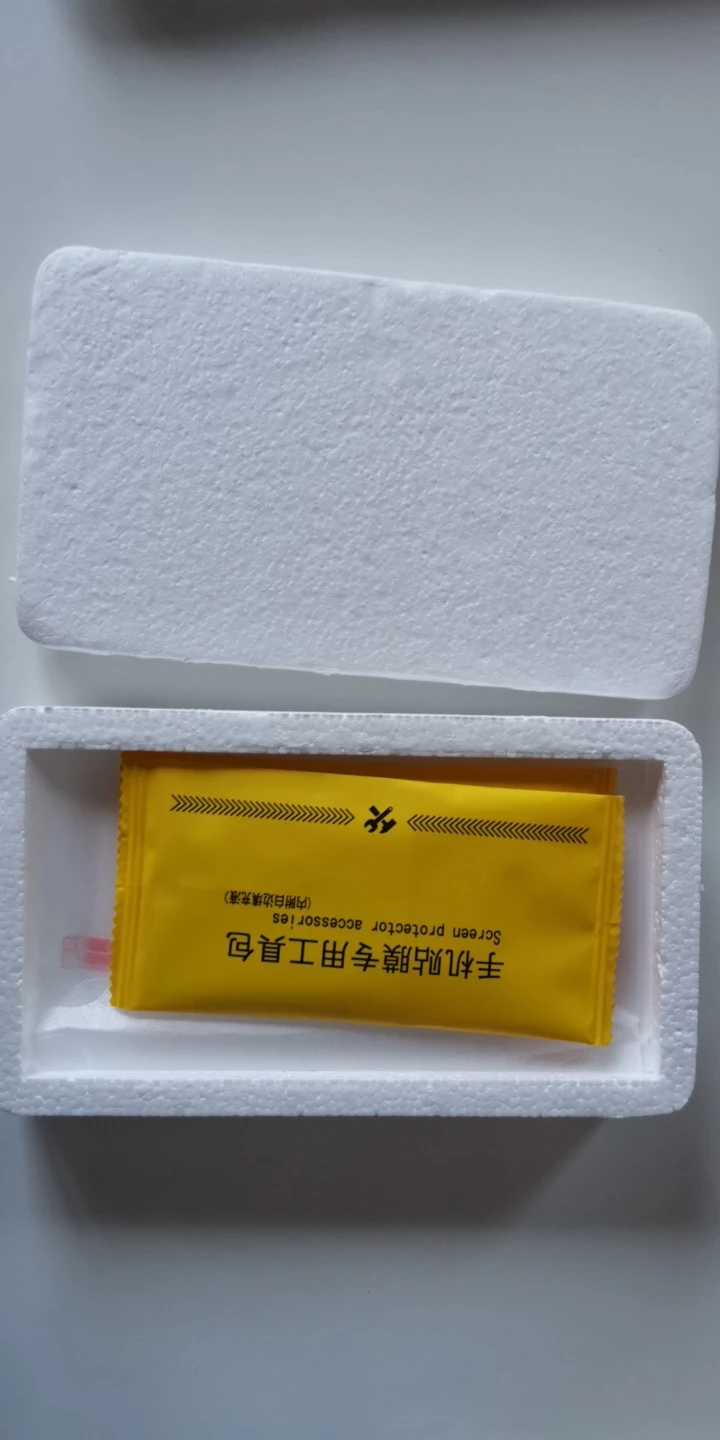 手机贴膜专用工具包
Screen protector accessories
(内附白边填充液)